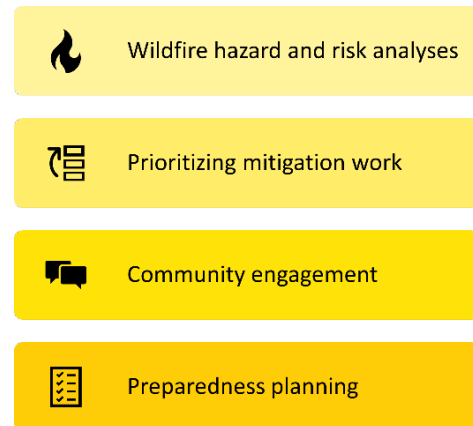 Wildfire hazard and risk analyses
Prioritizing mitigation work
Community engagement
Preparedness planning